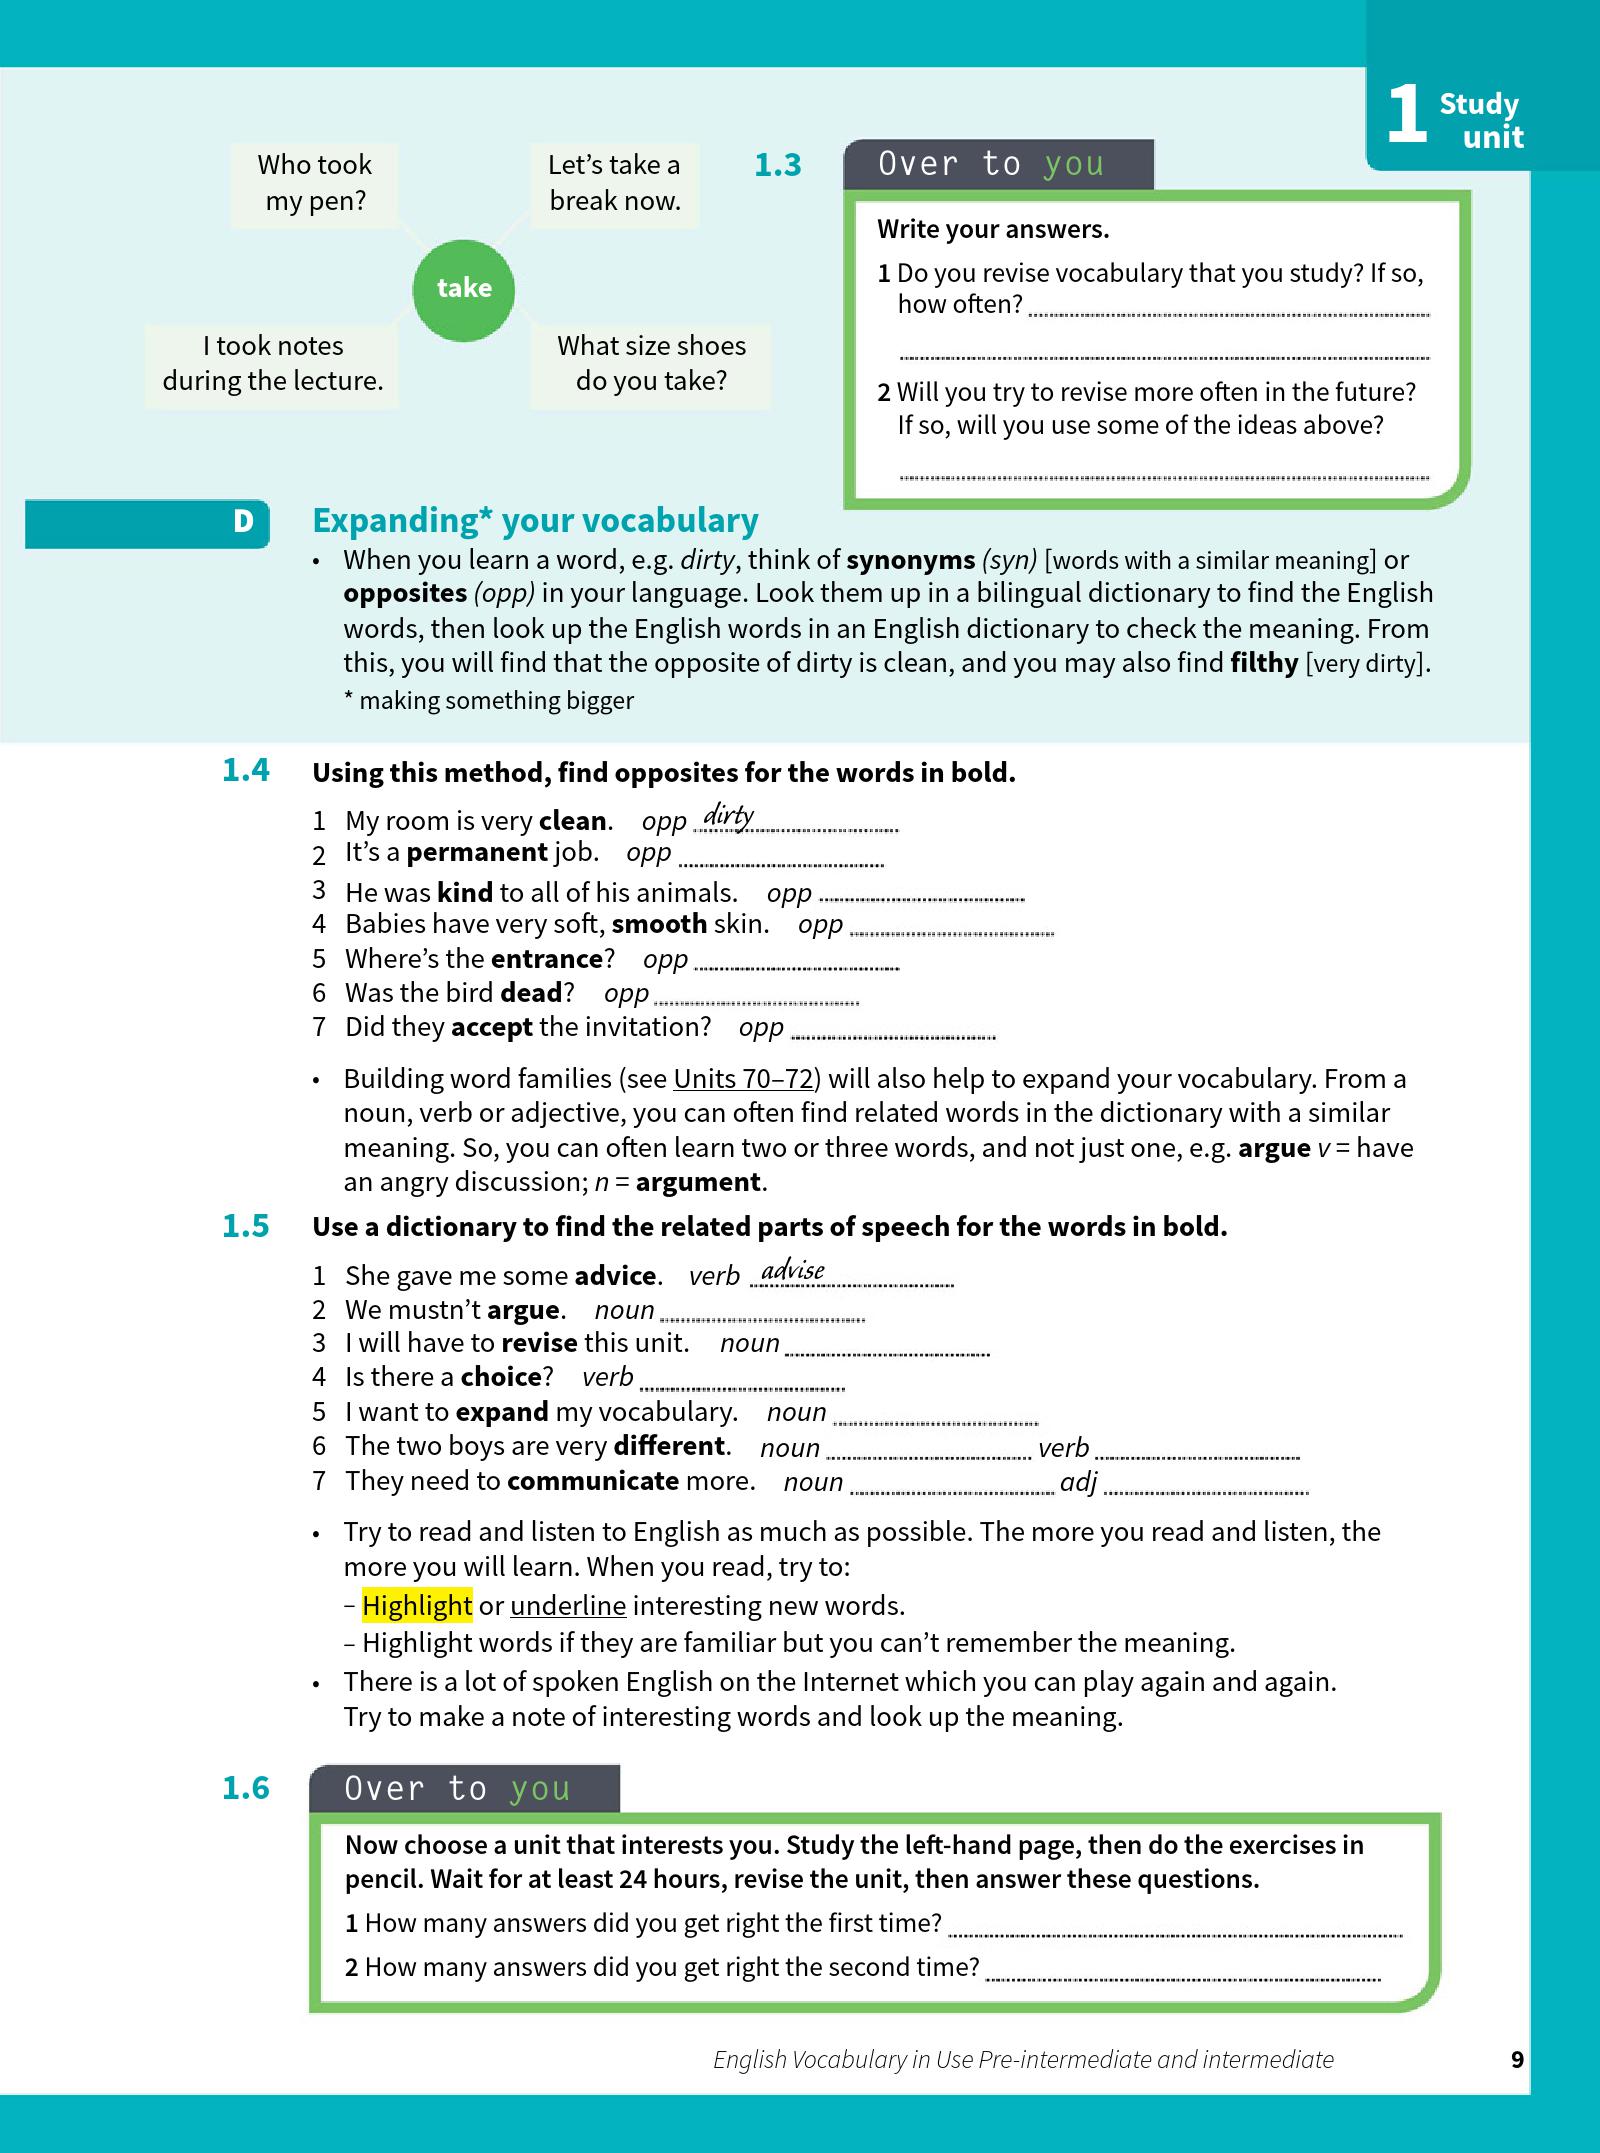 1 Study
unit
Who took
my pen?
Let’s take a
break now.
take
I took notes
during the lecture.
What size shoes
do you take?
1.3 Over to you
Write your answers.
1 Do you revise vocabulary that you study? If so,
how often?
2 Will you try to revise more often in the future?
If so, will you use some of the ideas above?
D Expanding* your vocabulary
• When you learn a word, e.g. dirty, think of synonyms (syn) [words with a similar meaning] or
opposites (opp) in your language. Look them up in a bilingual dictionary to find the English
words, then look up the English words in an English dictionary to check the meaning. From
this, you will find that the opposite of dirty is clean, and you may also find filthy [very dirty].
* making something bigger
1.4 Using this method, find opposites for the words in bold.
1 My room is very clean. opp dirty
2 It’s a permanent job. opp
3 He was kind to all of his animals. opp
4 Babies have very soft, smooth skin. opp
5 Where’s the entrance? opp
6 Was the bird dead? opp
7 Did they accept the invitation? opp
• Building word families (see Units 70–72) will also help to expand your vocabulary. From a
noun, verb or adjective, you can often find related words in the dictionary with a similar
meaning. So, you can often learn two or three words, and not just one, e.g. argue v = have
an angry discussion; n = argument.
1.5 Use a dictionary to find the related parts of speech for the words in bold.
1 She gave me some advice. verb advise
2 We mustn’t argue. noun
3 I will have to revise this unit. noun
4 Is there a choice? verb
5 I want to expand my vocabulary. noun
6 The two boys are very different. noun verb
7 They need to communicate more. noun adj
• Try to read and listen to English as much as possible. The more you read and listen, the
more you will learn. When you read, try to:
– Highlight or underline interesting new words.
– Highlight words if they are familiar but you can’t remember the meaning.
• There is a lot of spoken English on the Internet which you can play again and again.
Try to make a note of interesting words and look up the meaning.
1.6 Over to you
Now choose a unit that interests you. Study the left-hand page, then do the exercises in
pencil. Wait for at least 24 hours, revise the unit, then answer these questions.
1 How many answers did you get right the first time?
2 How many answers did you get right the second time?
English Vocabulary in Use Pre-intermediate and intermediate 9